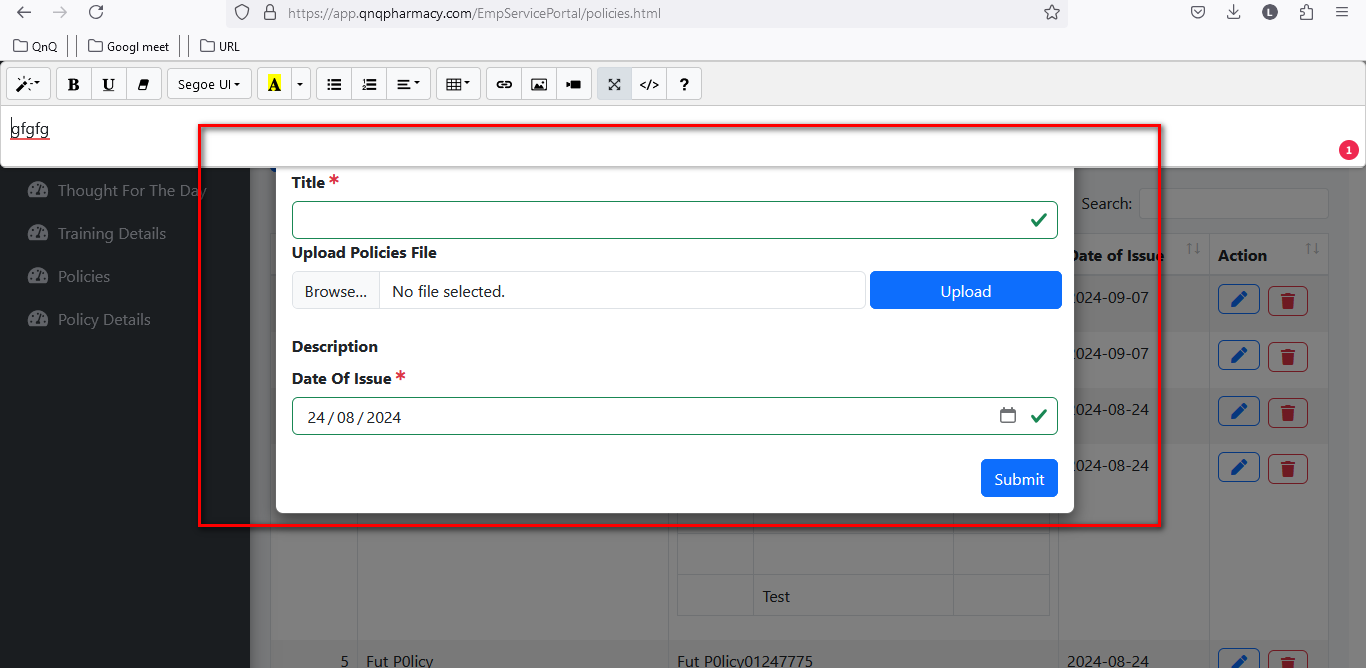 https://app.qnqpharmacy.com/EmpServicePortal/policies.html
L
QnQ
Googl meet
URL
B U Segoe UI A </> ?
gfgfg
1
Thought For The Day
Training Details
Policies
Policy Details
Title *
Upload Policies File
Browse... No file selected. Upload
Description
Date Of Issue *
24/08/2024
Submit
Search:
Date of Issue Action
2024-09-07
2024-09-07
2024-08-24
2024-08-24
Test
5 Fut P0licy Fut P0licy01247775 2024-08-24